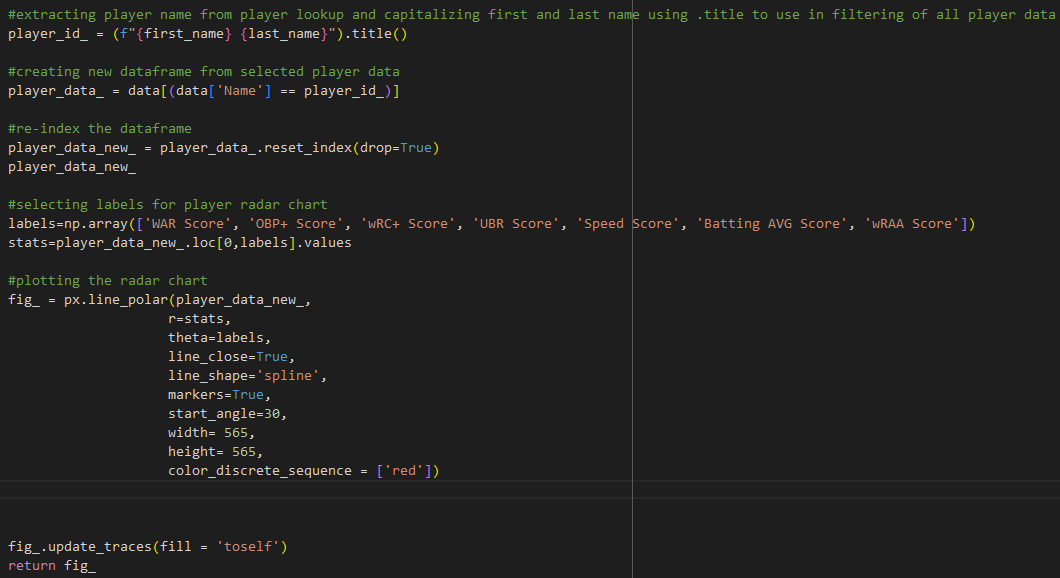 #extracting player name from player lookup and capitalizing first and last name using .title to use in filtering of all player data
player_id_ = (f"{first_name} {last_name}").title()
#creating new dataframe from selected player data
player_data_ = data[(data['Name'] == player_id_)]
#re-index the dataframe
player_data_new_ = player_data_.reset_index(drop=True)
player_data_new_
#selecting labels for player radar chart
labels=np.array(['WAR Score', 'OBP+ Score', 'wRC+ Score', 'UBR Score', 'Speed Score', 'Batting AVG Score', 'wRAA Score'])
stats=player_data_new_.loc[0,labels].values
#plotting the radar chart
fig_ = px.line_polar(player_data_new_,
r=stats,
theta=labels,
line_close=True,
line_shape='spline',
markers=True,
start_angle=30,
width= 565,
height= 565,
color_discrete_sequence = ['red'])
fig_.update_traces(fill = 'toself')
return fig_